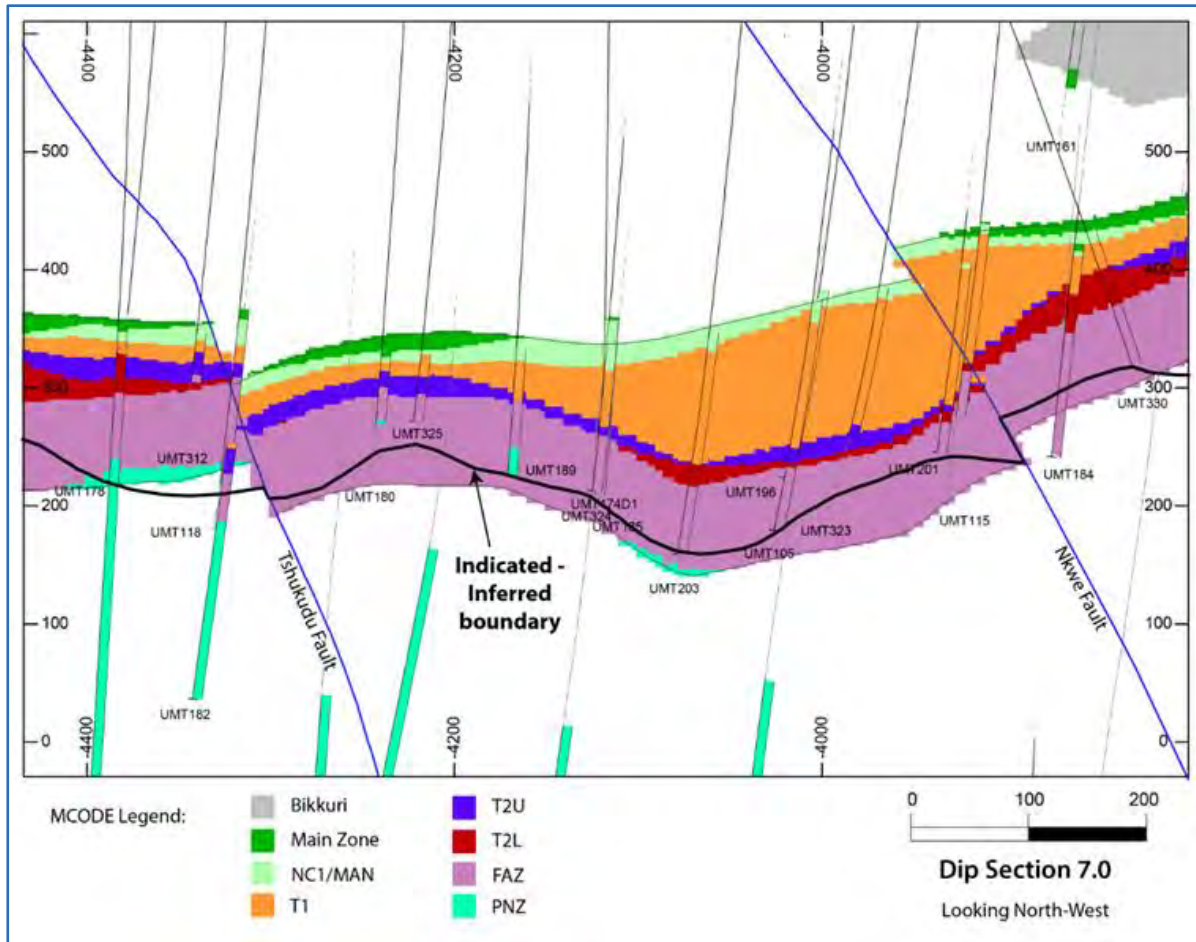 -4400
-4200
-4000
500
500
UMT161
400
400
300
300
UMT325
UMT330
UMT312
UMT189
UMT201
UMT184
UMT178
UMT180
UMT174D1
UMT196
200
200
UMT118
UMT323
UMT115
UMT105
Indicated -
Inferred
boundary
UMT203
Tshukudu Fault
Nkwe Fault
100
100
UMT182
0
0
-4400
-4200
-4000
MCODE Legend:
Bikkuri
Main Zone
NC1/MAN
T1
T2U
T2L
FAZ
PNZ
0
100
200
Dip Section 7.0
Looking North-West